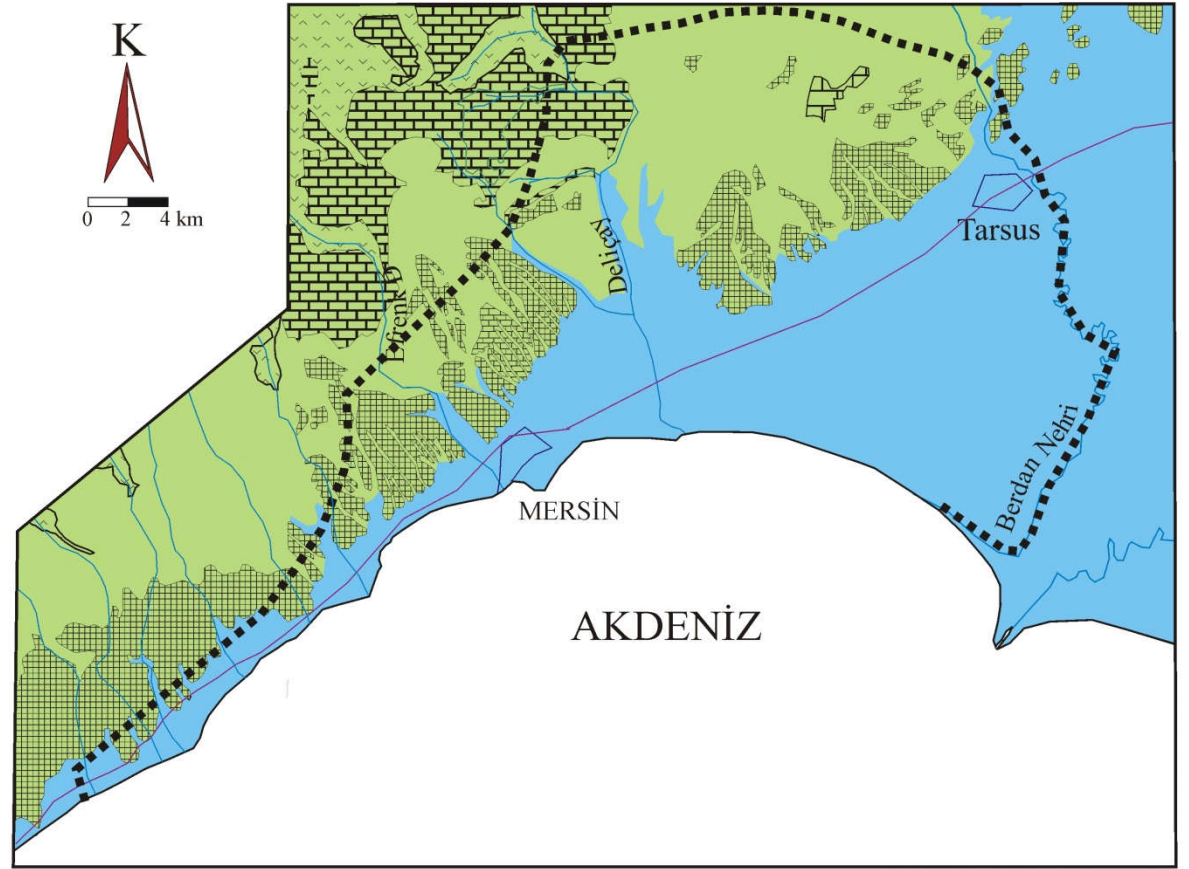 K
0 2 4 km
Deliçay
Efrenk D
Tarsus
Berdan Nehri
MERSİN
AKDENİZ